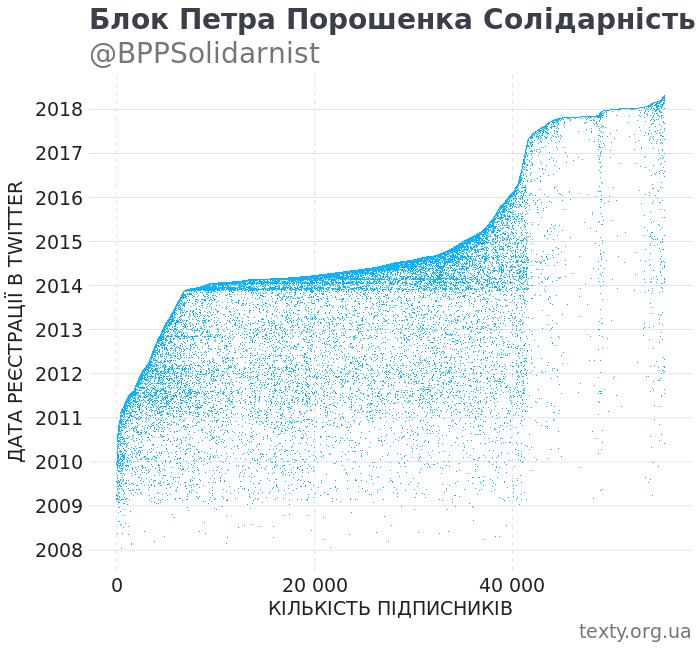 Блок Петра Порошенка Солідарність
@BPPSolidarnist
ДАТА РЕЄСТРАЦІЇ В TWITTER
2018
2017
2016
2015
2014
2013
2012
2011
2010
2009
2008
0 20 000 40 000
КІЛЬКІСТЬ ПІДПИСНИКІВ
texty.org.ua